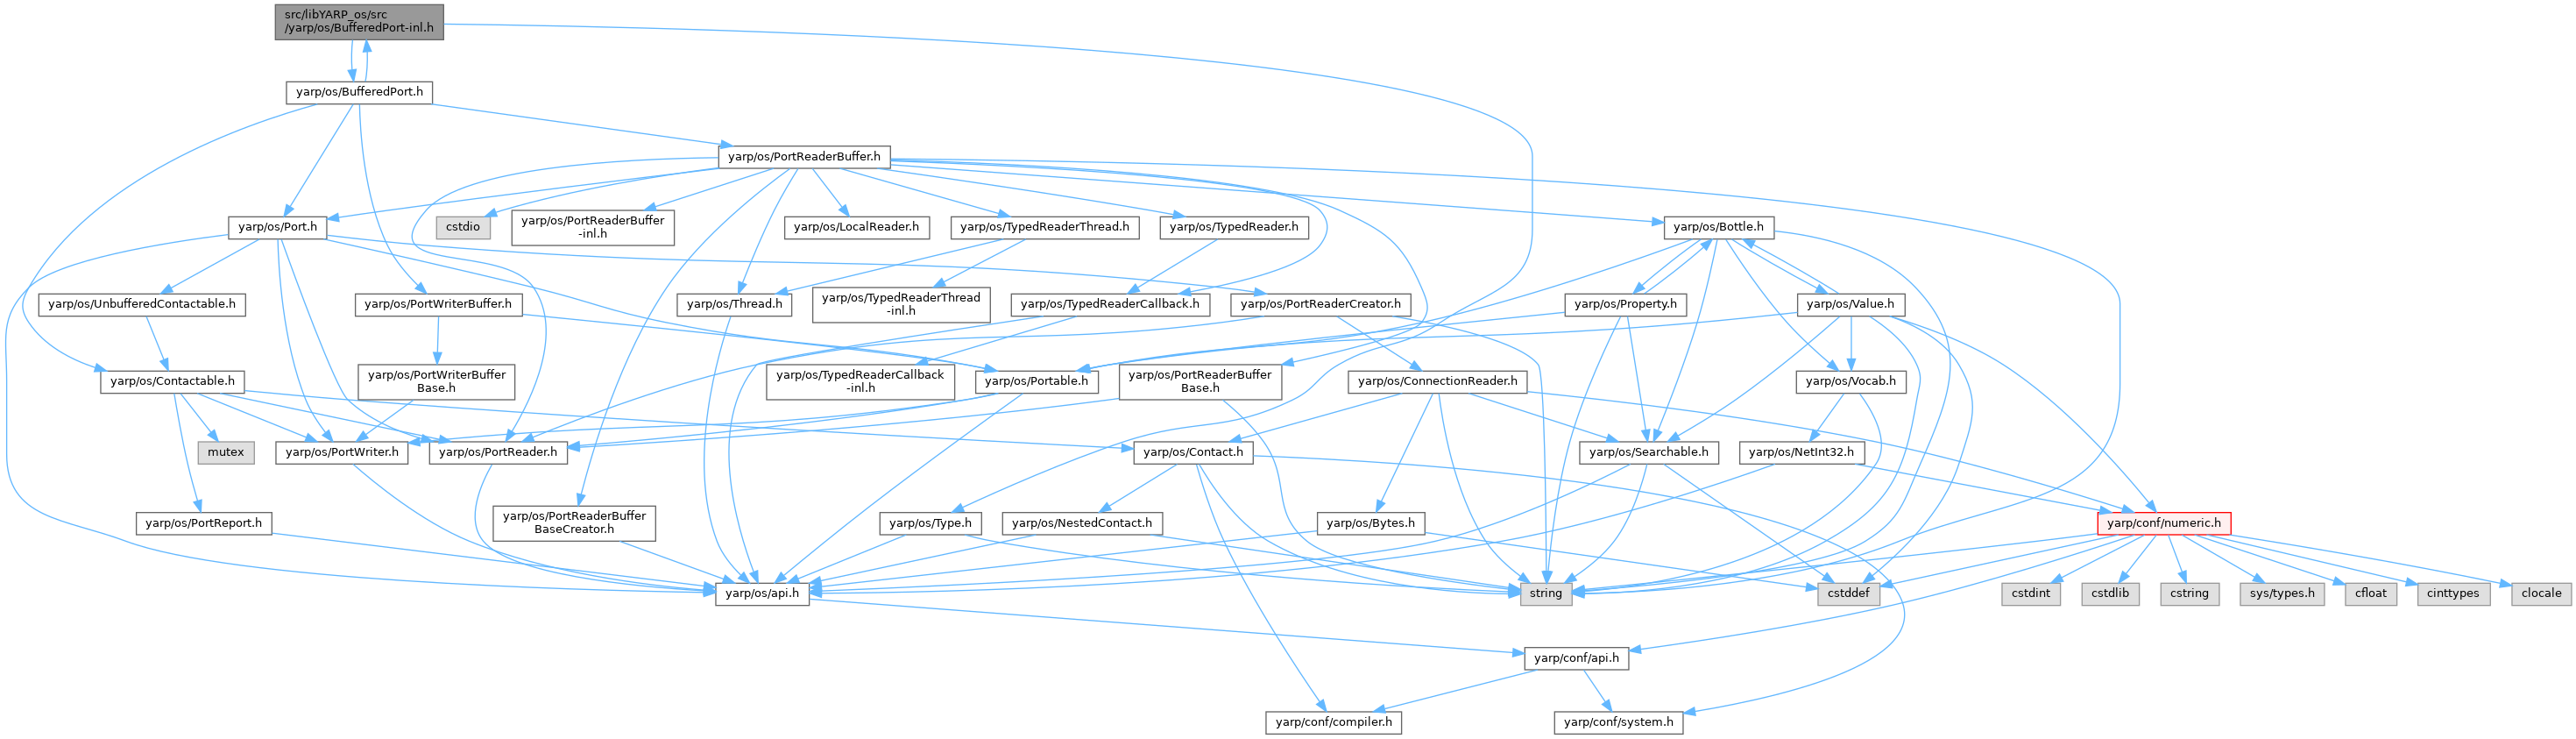 src/libYARP_os/src
/yarp/os/BufferedPort-inl.h
yarp/os/BufferedPort.h
yarp/os/PortReaderBuffer.h
yarp/os/Port.h
cstdio
yarp/os/PortReaderBuffer
-inl.h
yarp/os/LocalReader.h
yarp/os/TypedReaderThread.h
yarp/os/TypedReader.h
yarp/os/Bottle.h
yarp/os/UnbufferedContactable.h
yarp/os/PortWriterBuffer.h
yarp/os/Thread.h
yarp/os/TypedReaderThread
-inl.h
yarp/os/TypedReaderCallback.h
yarp/os/PortReaderCreator.h
yarp/os/Property.h
yarp/os/Value.h
yarp/os/Contactable.h
yarp/os/PortWriterBuffer
Base.h
yarp/os/TypedReaderCallback
-inl.h
yarp/os/Portable.h
yarp/os/PortReaderBuffer
Base.h
yarp/os/ConnectionReader.h
yarp/os/Vocab.h
mutex
yarp/os/PortWriter.h
yarp/os/PortReader.h
yarp/os/Contact.h
yarp/os/Searchable.h
yarp/os/NetInt32.h
yarp/os/PortReport.h
yarp/os/PortReaderBuffer
BaseCreator.h
yarp/os/Type.h
yarp/os/NestedContact.h
yarp/os/Bytes.h
yarp/conf/numeric.h
yarp/os/api.h
string
cstddef
cstdint
cstdlib
cstring
sys/types.h
cfloat
cinttypes
clocale
yarp/conf/api.h
yarp/conf/compiler.h
yarp/conf/system.h